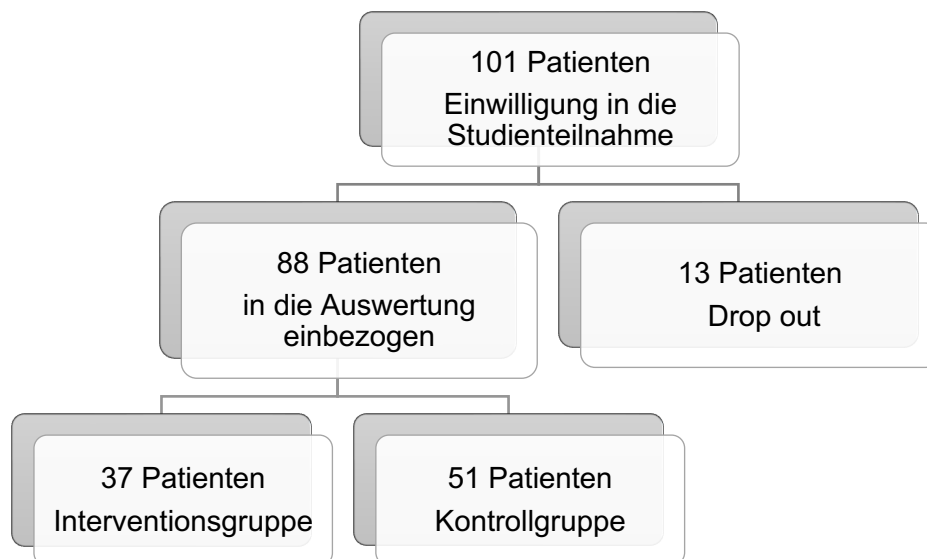 101 Patienten
Einwilligung in die
Studienteilnahme
88 Patienten
in die Auswertung
einbezogen
13 Patienten
Drop out
37 Patienten
Interventionsgruppe
51 Patienten
Kontrollgruppe